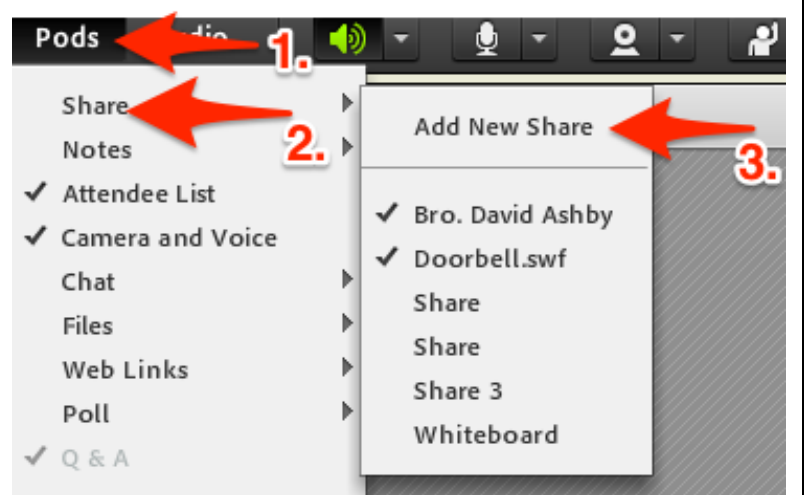 Pods
1.
Share
2.
Notes
Attendee List
Camera and Voice
Chat
Files
Web Links
Poll
Q & A
Add New Share
3.
Bro. David Ashby
Doorbell.swf
Share
Share
Share 3
Whiteboard